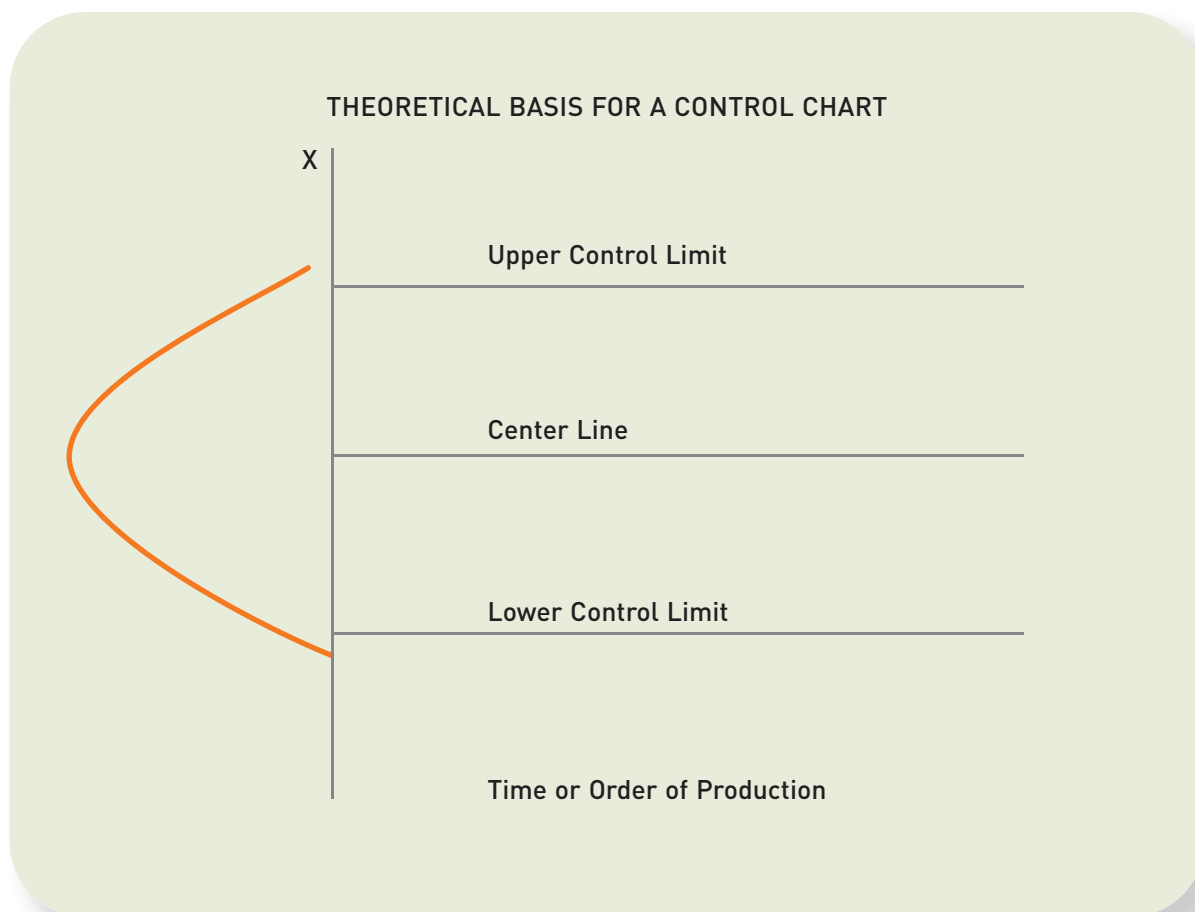 THEORETICAL BASIS FOR A CONTROL CHART
X
Upper Control Limit
Center Line
Lower Control Limit
Time or Order of Production